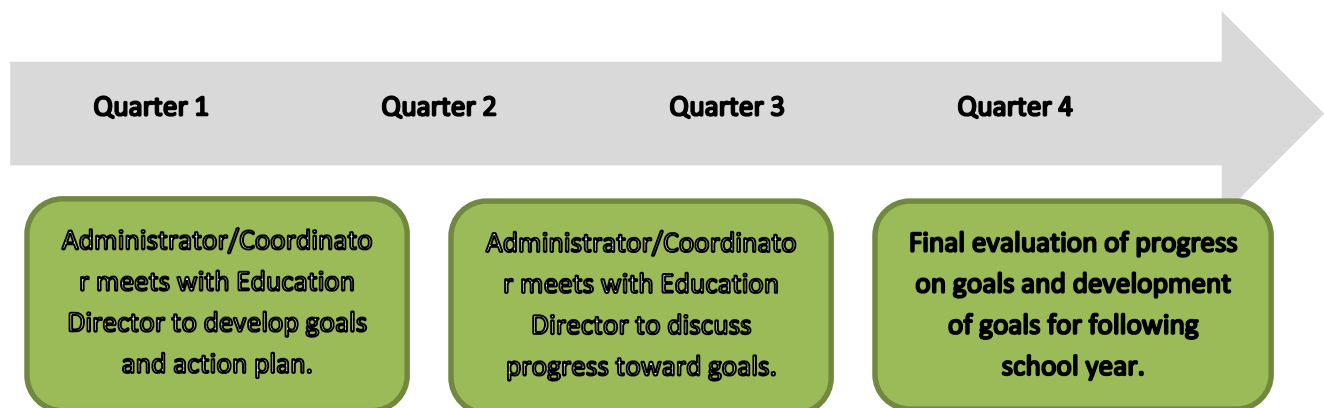 Quarter 1 Quarter 2 Quarter 3 Quarter 4
Administrator/Coordinato
r meets with Education
Director to develop goals
and action plan.
Administrator/Coordinato
r meets with Education
Director to discuss
progress toward goals.
Final evaluation of progress
on goals and development
of goals for following
school year.